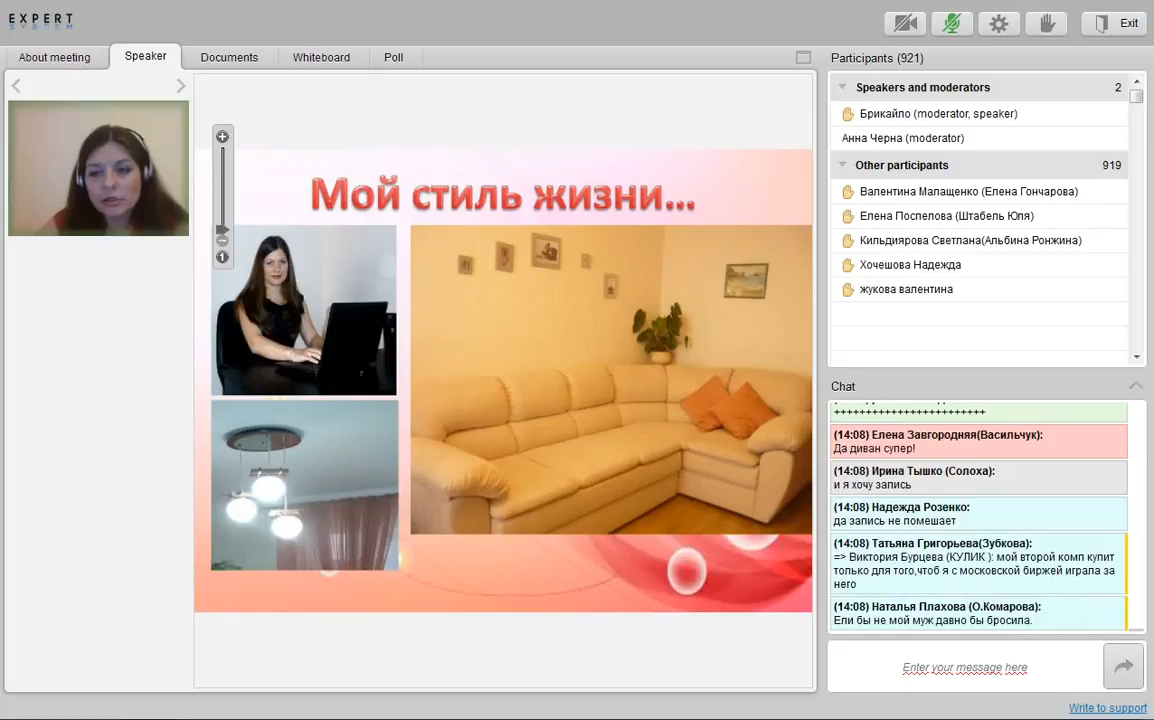 EXPERT
SYSTEM
Exit
About meeting
Speaker
Documents
Whiteboard
Poll
Мой стиль жизни...
1
Participants (921)
Speakers and moderators 2
Брикайло (moderator, speaker)
Анна Черна (moderator)
Other participants 919
Валентина Малащенко (Елена Гончарова)
Елена Поспелова (Штабель Юля)
Кильдиярова Светлана(Альбина Ронжина)
Хочешова Надежда
жукова валентина
Chat
++++++++++++++++++++++++
(14:08) Елена Завгородняя(Васильчук):
Да диван супер!
(14:08) Ирина Тышко (Солоха):
и я хочу запись
(14:08) Надежда Розенко:
да запись не помешает
(14:08) Татьяна Григорьева(Зубкова):
=> Виктория Бурцева (КУЛИК ): мой второй комп купит
только для того,чтоб я с московской биржей играла за
него
(14:08) Наталья Плахова (О.Комарова):
Ели бы не мой муж давно бы бросила.
Enter your message here
Write to support